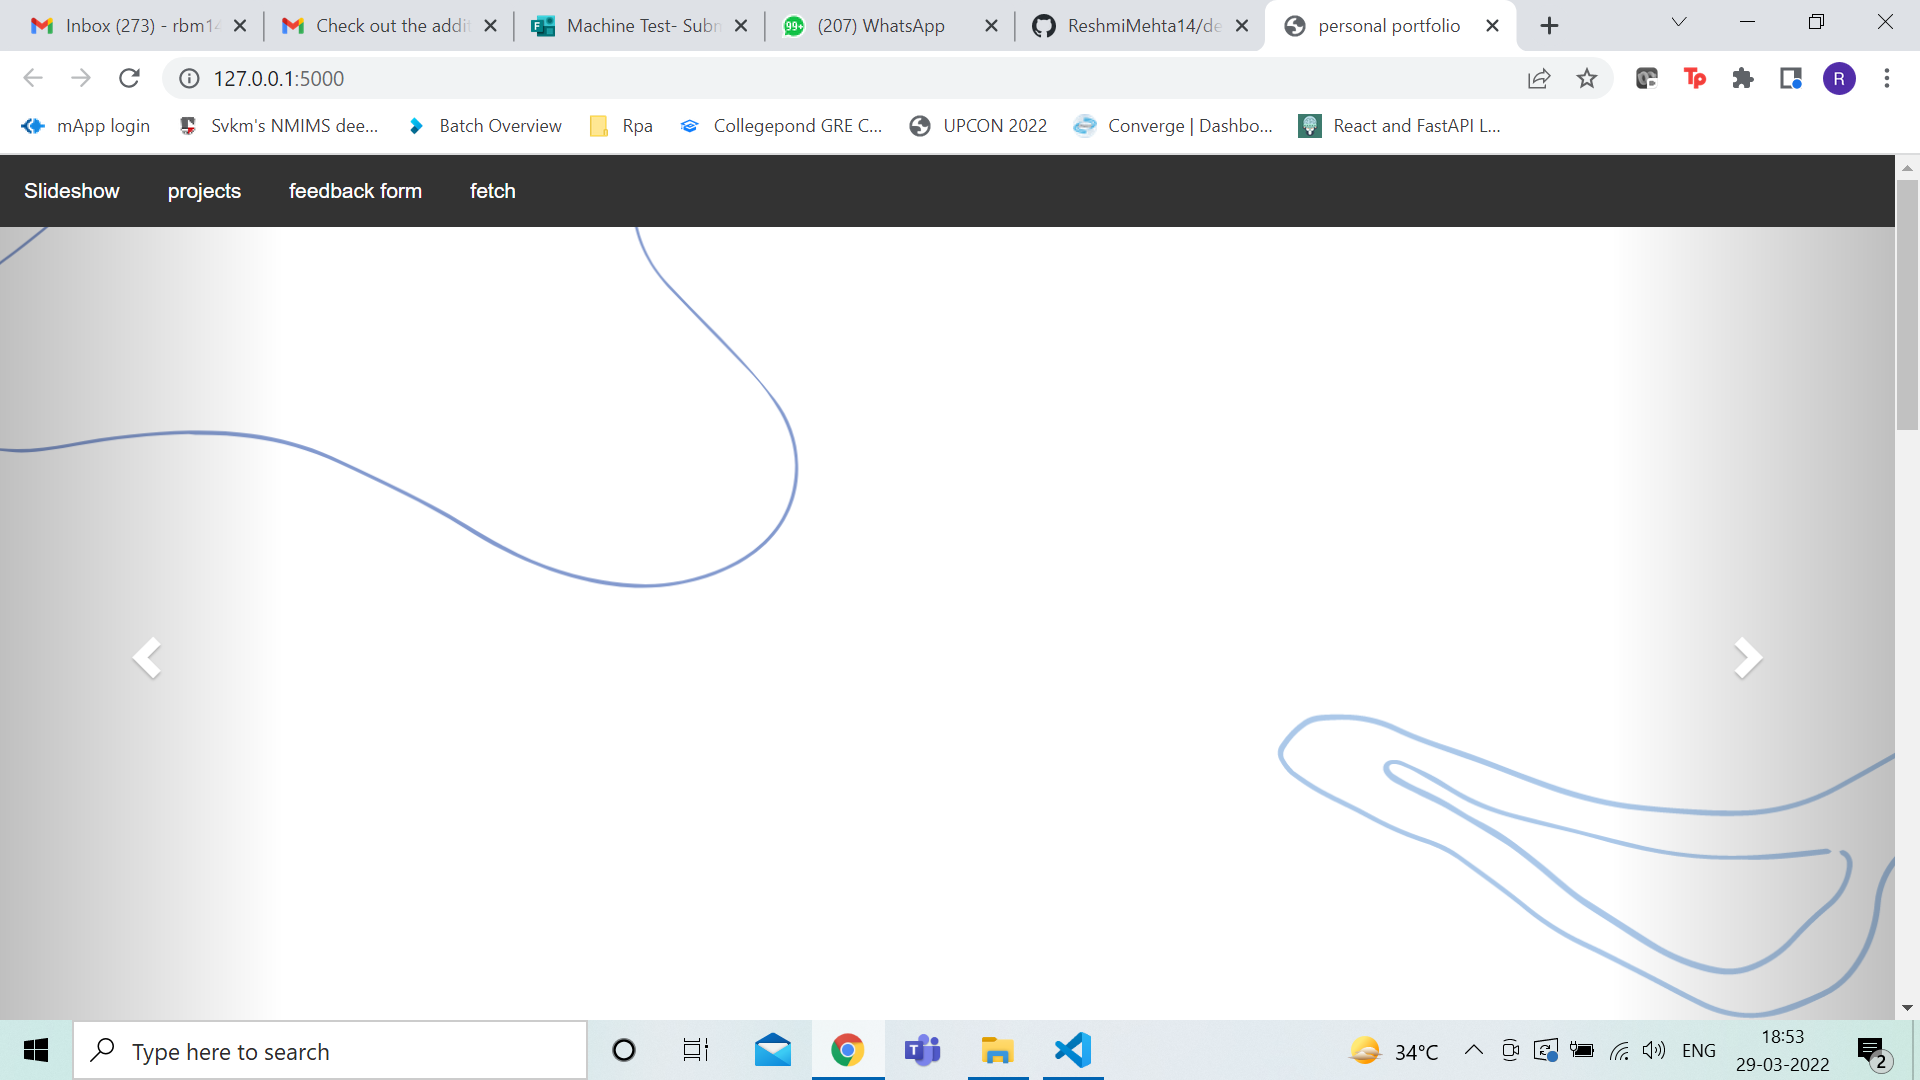 Inbox (273) - rbm14
Check out the addit
Machine Test- Subm
99+
(207) WhatsApp
ReshmiMehta14/de
personal portfolio
127.0.0.1:5000
Tp
R
mApp login
Svkm's NMIMS dee...
Batch Overview
Rpa
Collegepond GRE C...
UPCON 2022
Converge | Dashbo...
React and FastAPI L...
Slideshow
projects
feedback form
fetch
Type here to search
34°C
ENG
18:53
29-03-2022
2